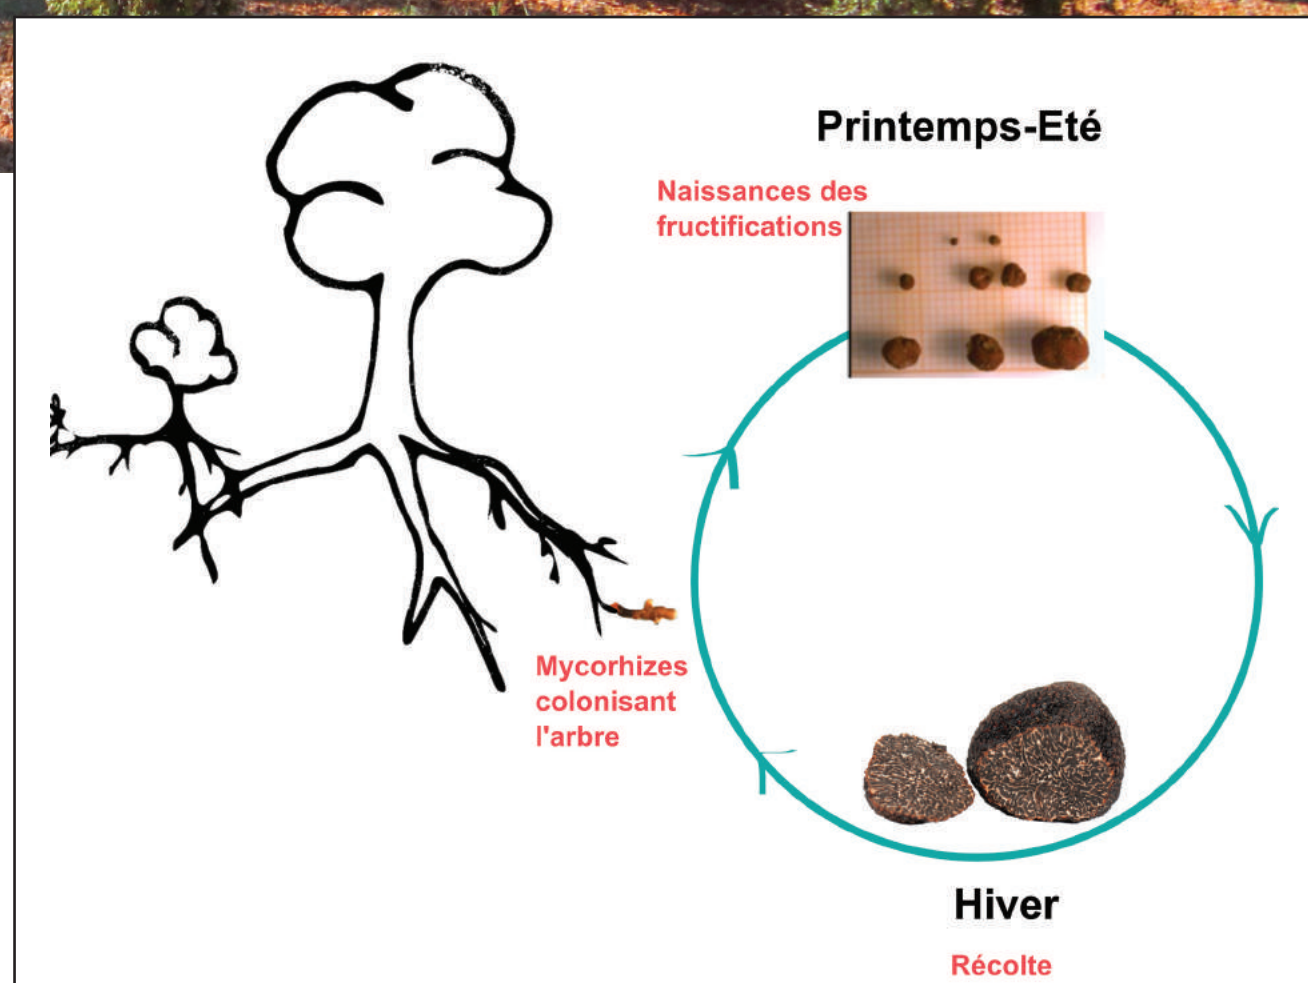 Printemps-Eté
Naissances des
fructifications
Mycorhizes
colonisant
l'arbre
Hiver
Récolte